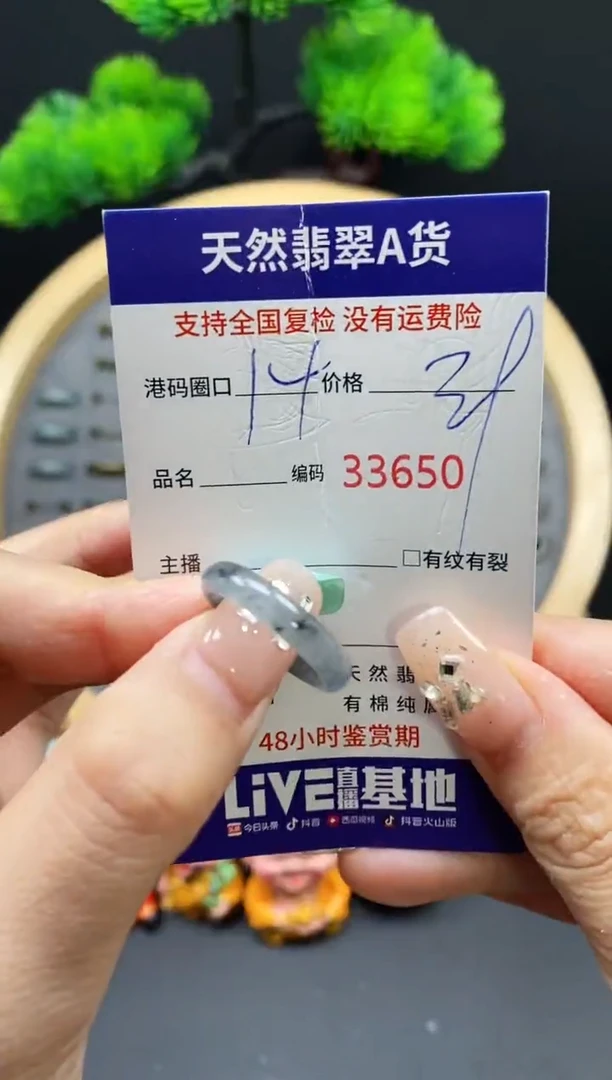 天然翡翠A货
支持全国复检 没有运费险
港码圈口 14 价格
品名 编码 33650
主播 □有纹有裂
天然翡
有棉纯
48小时鉴赏期
LiVE直播基地
今日头条 抖音 西瓜视频 抖音火山版